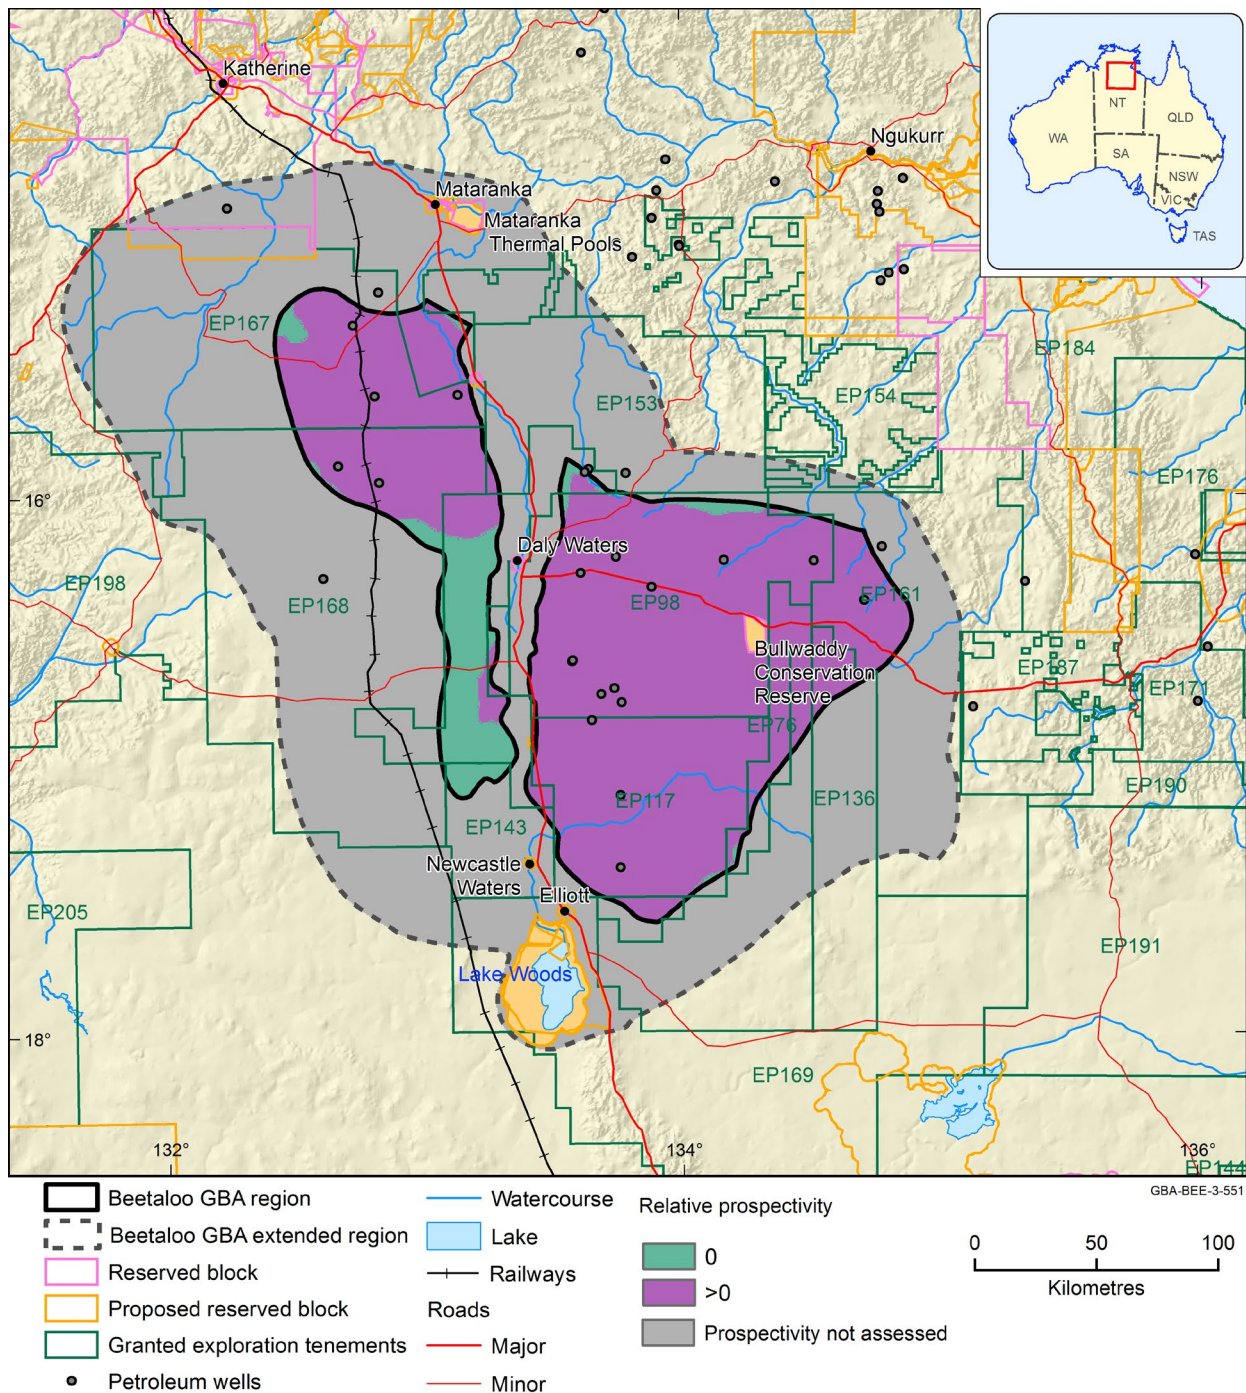 Katherine
Ngukurr
NT
QLD
WA
SA
NSW
VIC
TAS
Mataranka
Mataranka
Thermal Pools
EP167
EP184
EP153
EP154
EP176
16°
Daly Waters
EP198
EP168
EP98
EP161
Bullwaddy
Conservation
Reserve
EP187
EP171
EP76
EP117
EP136
EP190
EP143
Newcastle
Waters
Elliott
EP205
EP191
Lake Woods
18°
EP169
132°
134°
136°
EP144
GBA-BEE-3-551
Beetaloo GBA region
Beetaloo GBA extended region
Reserved block
Proposed reserved block
Granted exploration tenements
Petroleum wells
Watercourse
Lake
Railways
Roads
Major
Minor
Relative prospectivity
0
>0
Prospectivity not assessed
0 50 100
Kilometres